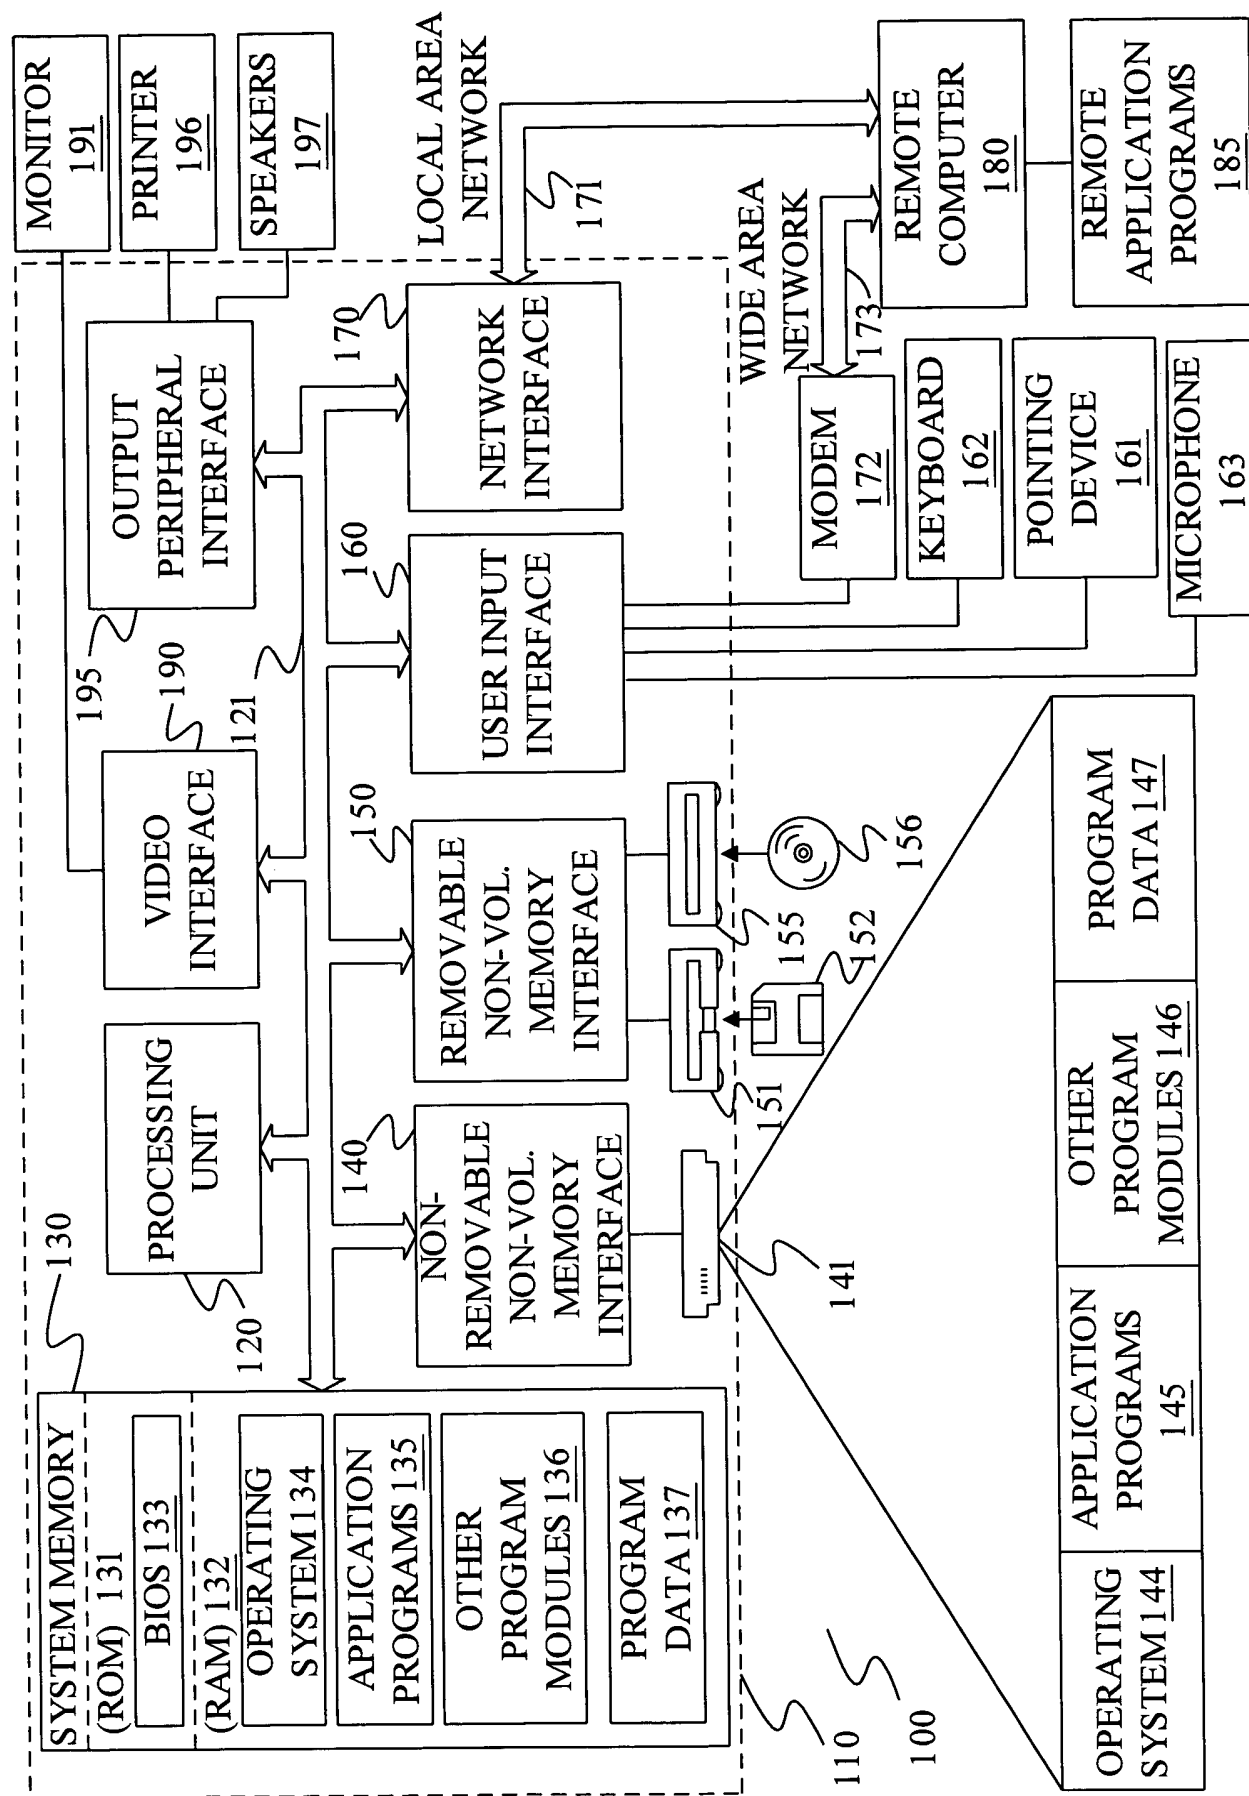 SYSTEM MEMORY
(ROM) 131
BIOS 133
(RAM) 132
OPERATING
SYSTEM 134
APPLICATION
PROGRAMS 135
OTHER
PROGRAM
MODULES 136
PROGRAM
DATA 137
130
PROCESSING
UNIT
120
VIDEO
INTERFACE
190
121
OUTPUT
PERIPHERAL
INTERFACE
195
MONITOR
191
PRINTER
196
SPEAKERS
197
NON-
REMOVABLE
NON-VOL.
MEMORY
INTERFACE
140
REMOVABLE
NON-VOL.
MEMORY
INTERFACE
150
USER INPUT
INTERFACE
160
NETWORK
INTERFACE
170
LOCAL AREA
NETWORK
171
141
151
152
155
156
WIDE AREA
NETWORK
173
MODEM
172
KEYBOARD
162
POINTING
DEVICE
161
MICROPHONE
163
REMOTE
COMPUTER
180
REMOTE
APPLICATION
PROGRAMS
185
110
100
OPERATING
SYSTEM 144
APPLICATION
PROGRAMS
145
OTHER
PROGRAM
MODULES 146
PROGRAM
DATA 147